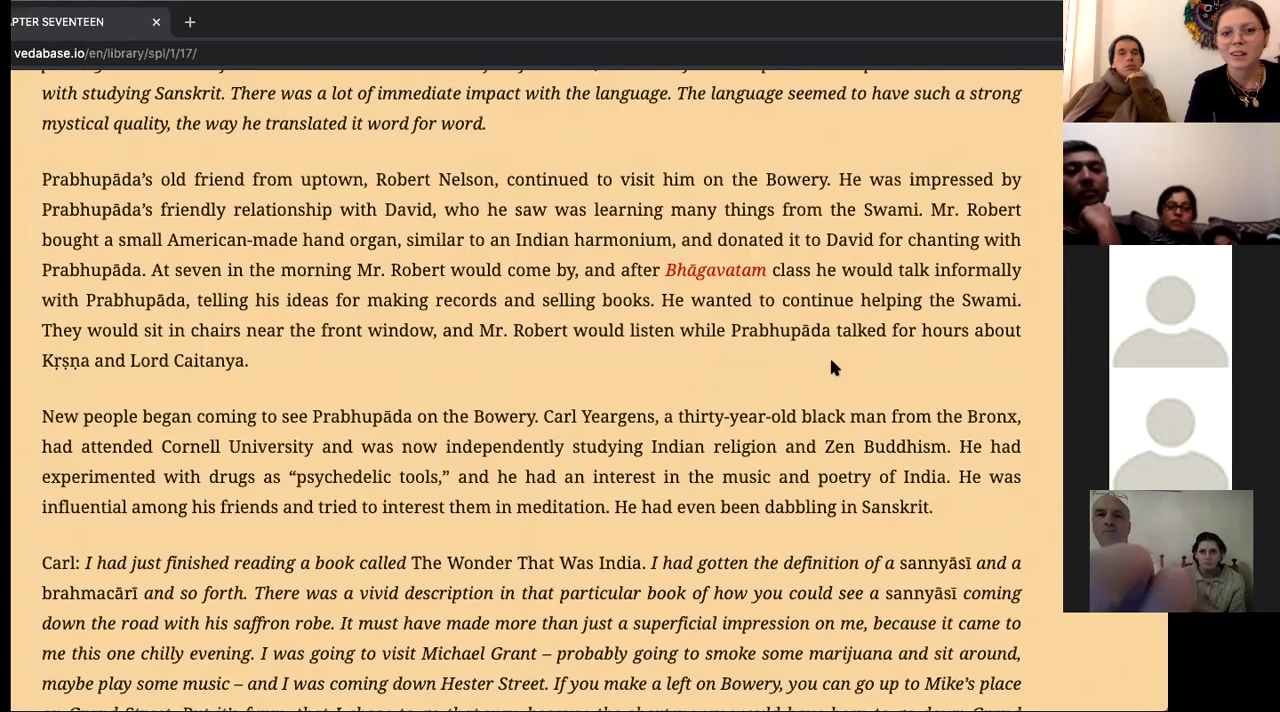 PTER SEVENTEEN
vedabase.io/en/library/spl/1/17/
with studying Sanskrit. There was a lot of immediate impact with the language. The language seemed to have such a strong
mystical quality, the way he translated it word for word.
Prabhupāda’s old friend from uptown, Robert Nelson, continued to visit him on the Bowery. He was impressed by
Prabhupāda’s friendly relationship with David, who he saw was learning many things from the Swami. Mr. Robert
bought a small American-made hand organ, similar to an Indian harmonium, and donated it to David for chanting with
Prabhupāda. At seven in the morning Mr. Robert would come by, and after Bhāgavatam class he would talk informally
with Prabhupāda, telling his ideas for making records and selling books. He wanted to continue helping the Swami.
They would sit in chairs near the front window, and Mr. Robert would listen while Prabhupāda talked for hours about
Kṛṣṇa and Lord Caitanya.
New people began coming to see Prabhupāda on the Bowery. Carl Yeargens, a thirty-year-old black man from the Bronx,
had attended Cornell University and was now independently studying Indian religion and Zen Buddhism. He had
experimented with drugs as “psychedelic tools,” and he had an interest in the music and poetry of India. He was
influential among his friends and tried to interest them in meditation. He had even been dabbling in Sanskrit.
Carl: I had just finished reading a book called The Wonder That Was India. I had gotten the definition of a sannyāsī and a
brahmacārī and so forth. There was a vivid description in that particular book of how you could see a sannyāsī coming
down the road with his saffron robe. It must have made more than just a superficial impression on me, because it came to
me this one chilly evening. I was going to visit Michael Grant – probably going to smoke some marijuana and sit around,
maybe play some music – and I was coming down Hester Street. If you make a left on Bowery, you can go up to Mike’s place